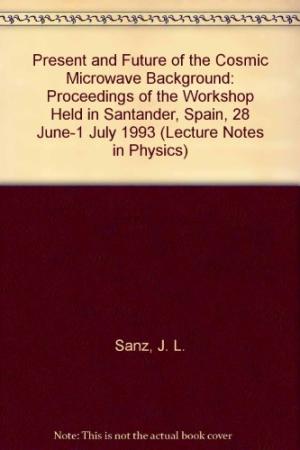 Present and Future of the Cosmic
Microwave Background:
Proceedings of the Workshop
Held in Santander, Spain, 28
June-1 July 1993 (Lecture Notes
in Physics)
Sanz, J. L.
Note: This is not the actual book cover